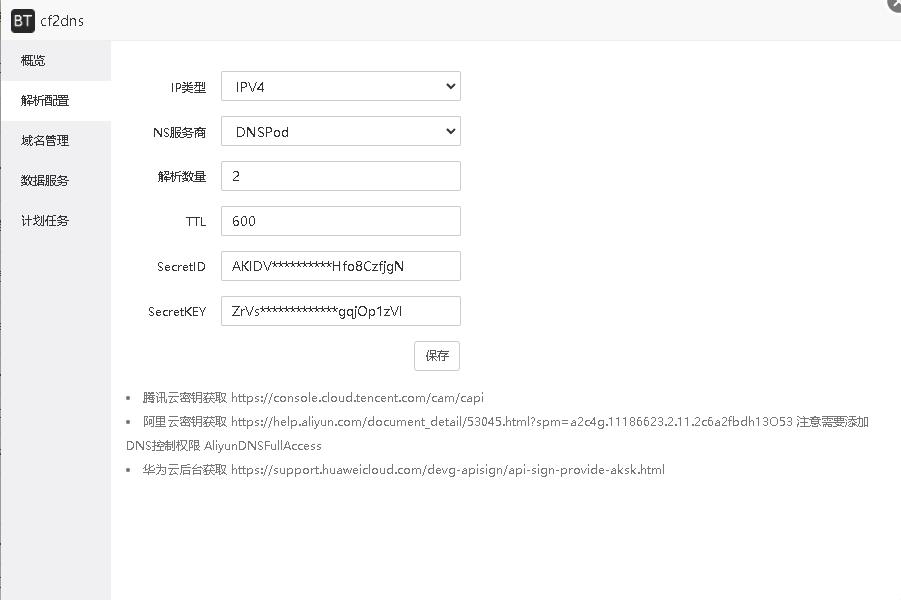 BT cf2dns
概览
解析配置
域名管理
数据服务
计划任务
IP类型 IPV4
NS服务商 DNSPod
解析数量 2
TTL 600
SecretID AKIDV**********Hfo8CzfjgN
SecretKEY ZrVs*************gqjOp1zVl
保存
• 腾讯云密钥获取 https://console.cloud.tencent.com/cam/capi
• 阿里云密钥获取 https://help.aliyun.com/document_detail/53045.html?spm=a2c4g.11186623.2.11.2c6a2fbdh13O53 注意需要添加
DNS控制权限 AliyunDNSFullAccess
• 华为云后台获取 https://support.huaweicloud.com/devg-apisign/api-sign-provide-aksk.html